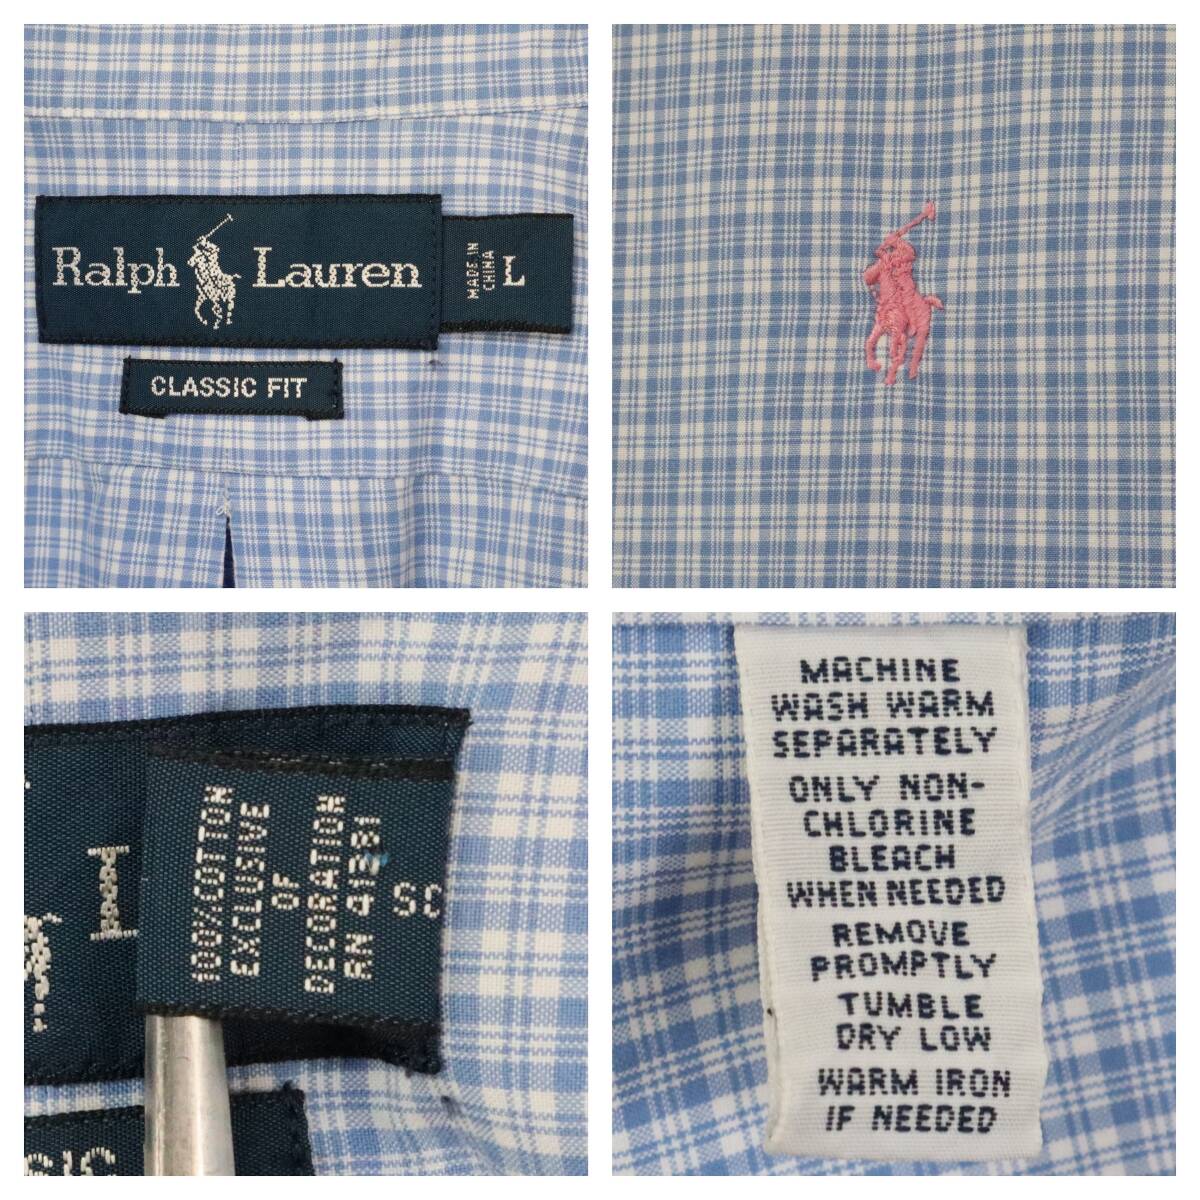 Ralph Lauren
MADE IN
CHINA
L
CLASSIC FIT
100% COTTON
EXCLUSIVE
OF
DECORATION
RN 41381
MACHINE
WASH WARM
SEPARATELY
ONLY NON-
CHLORINE
BLEACH
WHEN NEEDED
REMOVE
PROMPTLY
TUMBLE
DRY LOW
WARM IRON
IF NEEDED